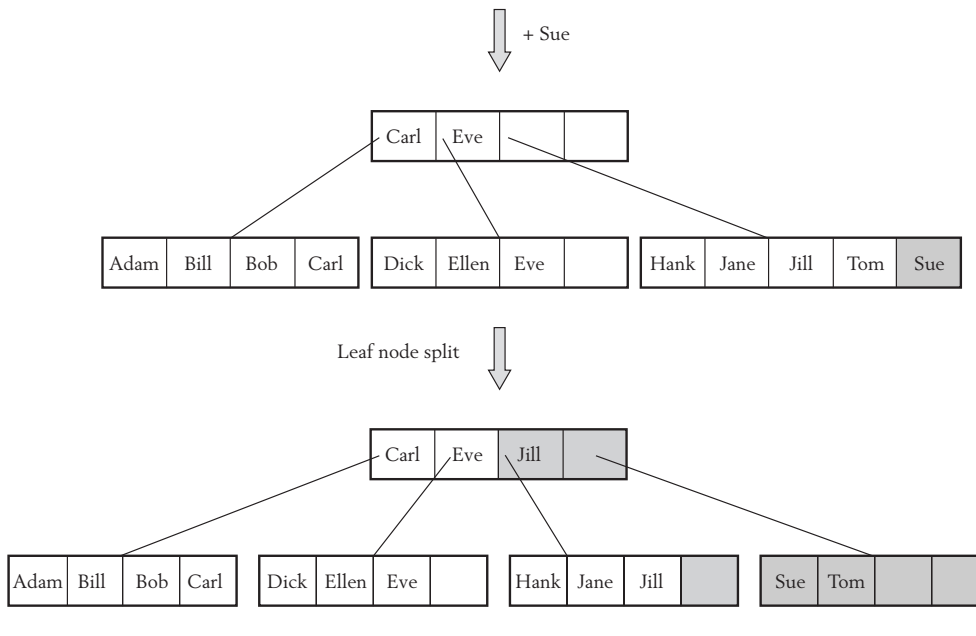 + Sue
Carl Eve
Adam Bill Bob Carl Dick Ellen Eve Hank Jane Jill Tom Sue
Leaf node split
Carl Eve Jill
Adam Bill Bob Carl Dick Ellen Eve Hank Jane Jill Sue Tom